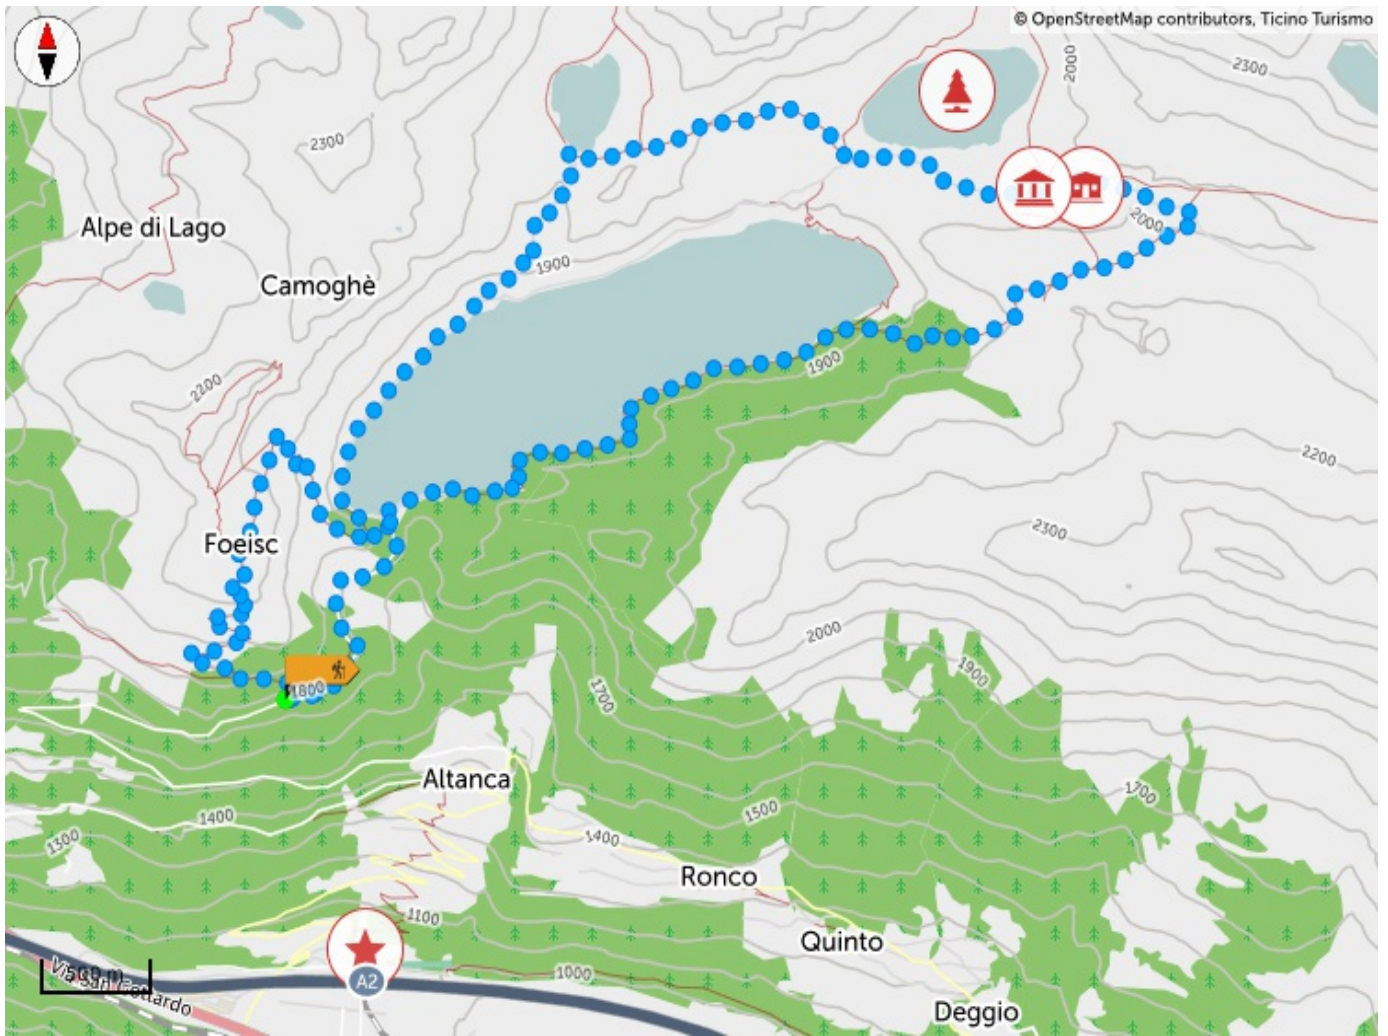 © OpenStreetMap contributors, Ticino Turismo
2000
2300
2300
Alpe di Lago
2000
1900
Camoghè
1900
2200
2200
2300
Foeisc
2000
1900
1800
1700
Altanca
1700
1400
1500
1300
1400
Ronco
1100
Quinto
1000
A2
500 m
Via San Gottardo
Deggio